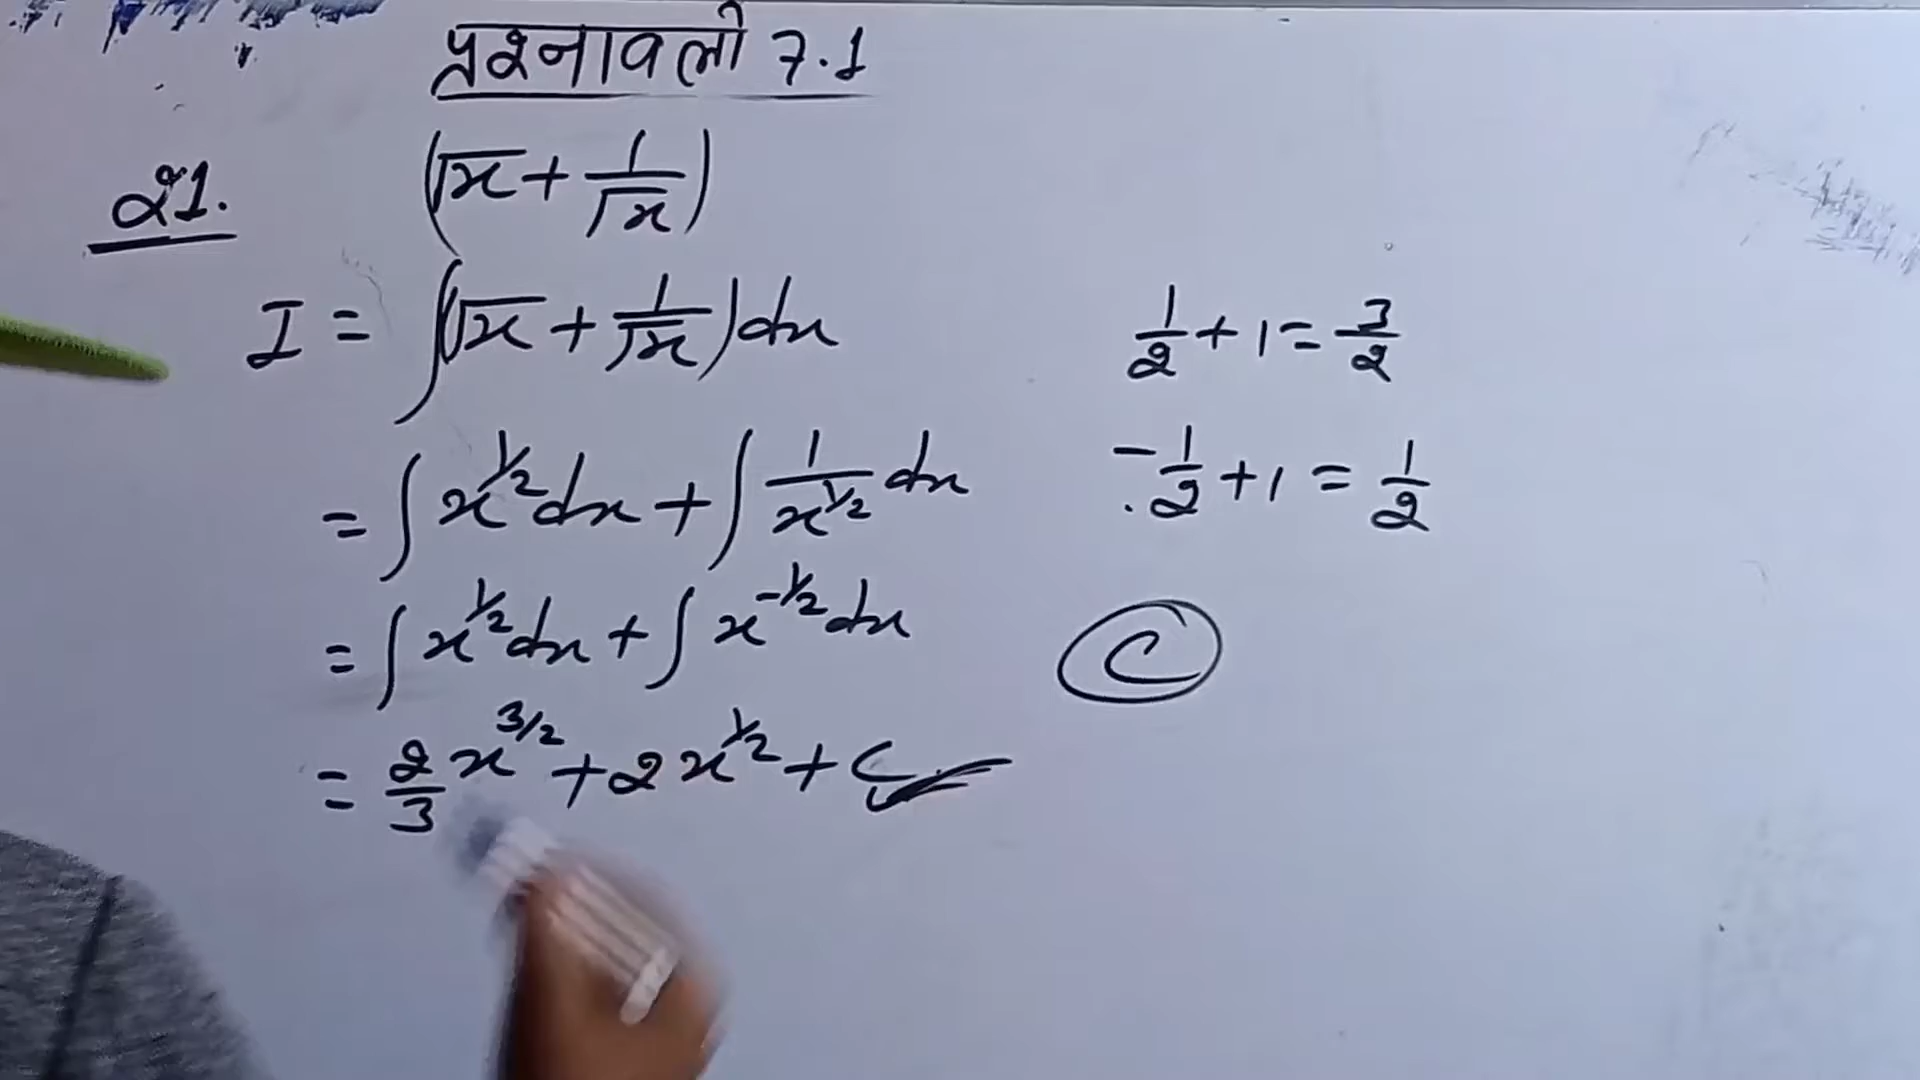 प्रश्नावली 7.1
21. (√x + 1/√x)
I = ∫(√x + 1/√x) dx
= ∫ x^1/2 dx + ∫ 1/x^1/2 dx
= ∫ x^1/2 dx + ∫ x^-1/2 dx
= 2/3 x^3/2 + 2x^1/2 + C
1/2 + 1 = 3/2
-1/2 + 1 = 1/2
C